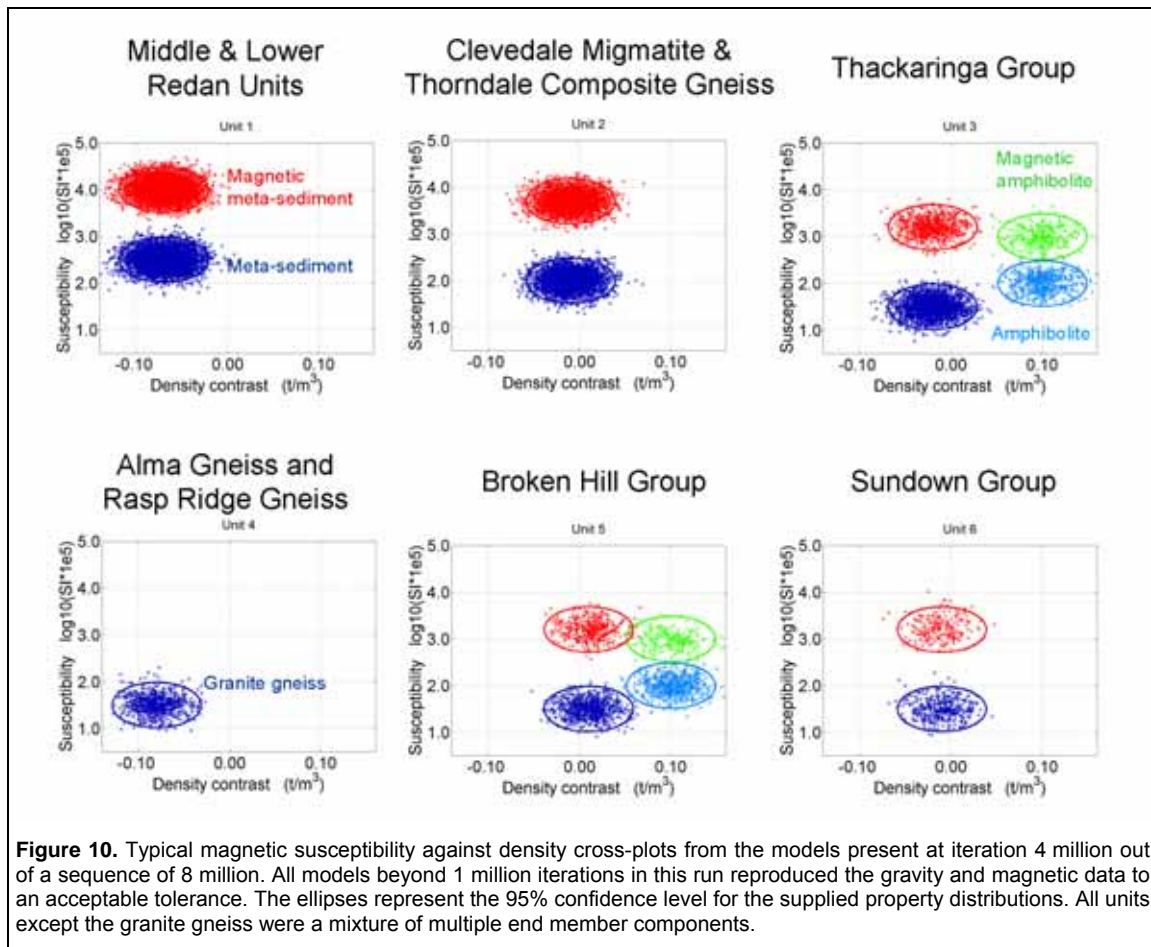 Middle & Lower
Redan Units
Unit 1
5.0
4.0
3.0
2.0
1.0
Susceptibility log10(SI*1e5)
Magnetic
meta-sediment
Meta-sediment
-0.10 0.00 0.10
Density contrast (t/m³)
Clevedale Migmatite &
Thorndale Composite Gneiss
Unit 2
5.0
4.0
3.0
2.0
1.0
Susceptibility log10(SI*1e5)
-0.10 0.00 0.10
Density contrast (t/m³)
Thackaringa Group
Unit 3
5.0
4.0
3.0
2.0
1.0
Susceptibility log10(SI*1e5)
Magnetic
amphibolite
Amphibolite
-0.10 0.00 0.10
Density contrast (t/m³)
Alma Gneiss and
Rasp Ridge Gneiss
Unit 4
5.0
4.0
3.0
2.0
1.0
Susceptibility log10(SI*1e5)
Granite gneiss
-0.10 0.00 0.10
Density contrast (t/m³)
Broken Hill Group
Unit 5
5.0
4.0
3.0
2.0
1.0
Susceptibility log10(SI*1e5)
-0.10 0.00 0.10
Density contrast (t/m³)
Sundown Group
Unit 6
5.0
4.0
3.0
2.0
1.0
Susceptibility log10(SI*1e5)
-0.10 0.00 0.10
Density contrast (t/m³)
Figure 10. Typical magnetic susceptibility against density cross-plots from the models present at iteration 4 million out
of a sequence of 8 million. All models beyond 1 million iterations in this run reproduced the gravity and magnetic data to
an acceptable tolerance. The ellipses represent the 95% confidence level for the supplied property distributions. All units
except the granite gneiss were a mixture of multiple end member components.